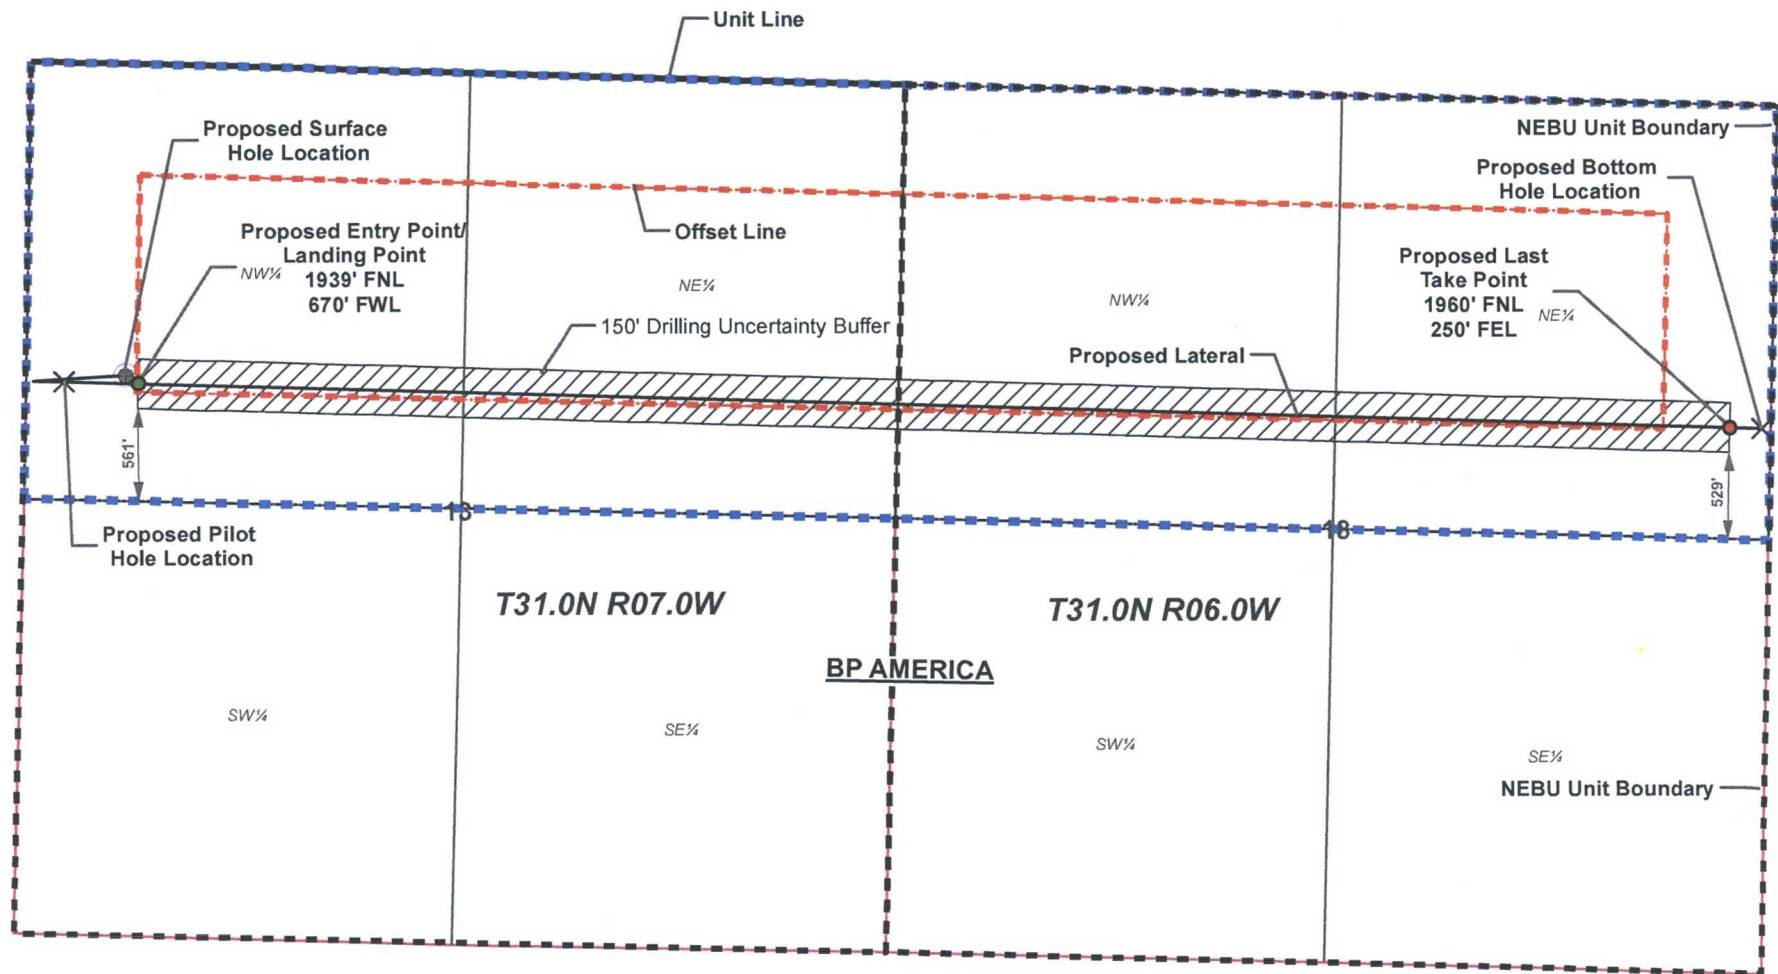 Unit Line
Proposed Surface
Hole Location
NEBU Unit Boundary
Proposed Bottom
Hole Location
Proposed Entry Point/
Landing Point
1939' FNL
670' FWL
NW¼
Offset Line
NE¼
NW¼
Proposed Last
Take Point
1960' FNL
250' FEL
NE¼
150' Drilling Uncertainty Buffer
Proposed Lateral
561'
529'
13
18
Proposed Pilot
Hole Location
T31.0N R07.0W
T31.0N R06.0W
BP AMERICA
SW¼
SE¼
SW¼
SE¼
NEBU Unit Boundary